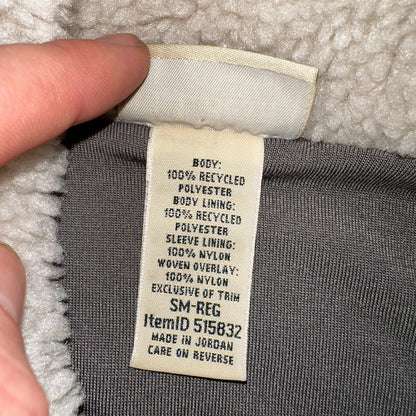 BODY:
100% RECYCLED
POLYESTER
BODY LINING:
100% RECYCLED
POLYESTER
SLEEVE LINING:
100% NYLON
WOVEN OVERLAY:
100% NYLON
EXCLUSIVE OF TRIM
SM-REG
ItemID 515832
MADE IN JORDAN
CARE ON REVERSE